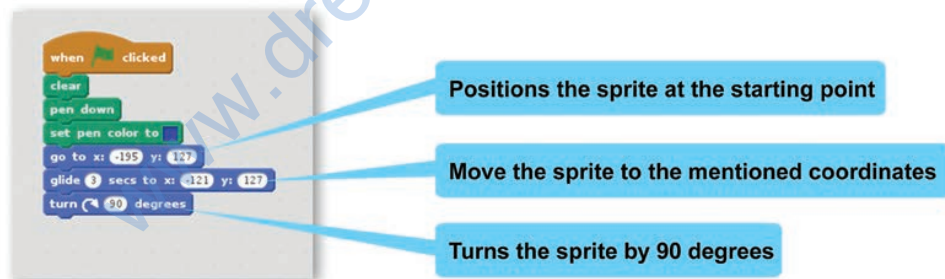 www.dre
when clicked
clear
pen down
set pen color to
go to x: -195 y: 127
glide 3 secs to x: -121 y: 127
turn 90 degrees
Positions the sprite at the starting point
Move the sprite to the mentioned coordinates
Turns the sprite by 90 degrees